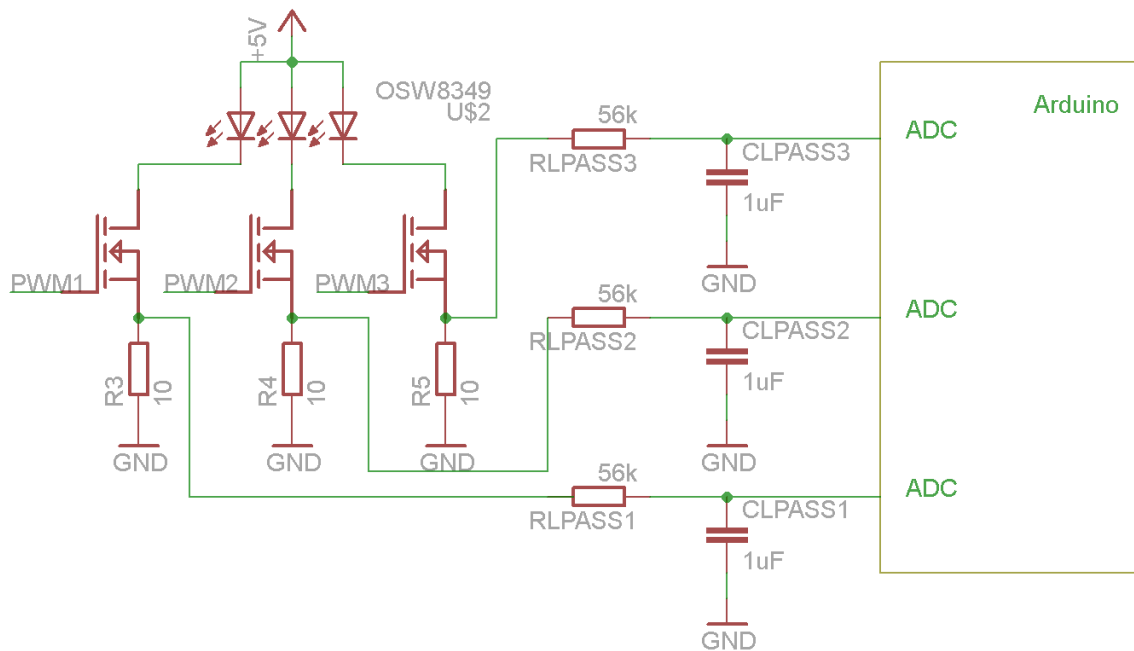 +5V
OSW8349
U$2
56k
RLPASS3
CLPASS3
1uF
GND
ADC
Arduino
PWM1
PWM2
PWM3
56k
RLPASS2
CLPASS2
1uF
GND
ADC
R3
10
GND
R4
10
GND
R5
10
GND
56k
RLPASS1
CLPASS1
1uF
GND
ADC